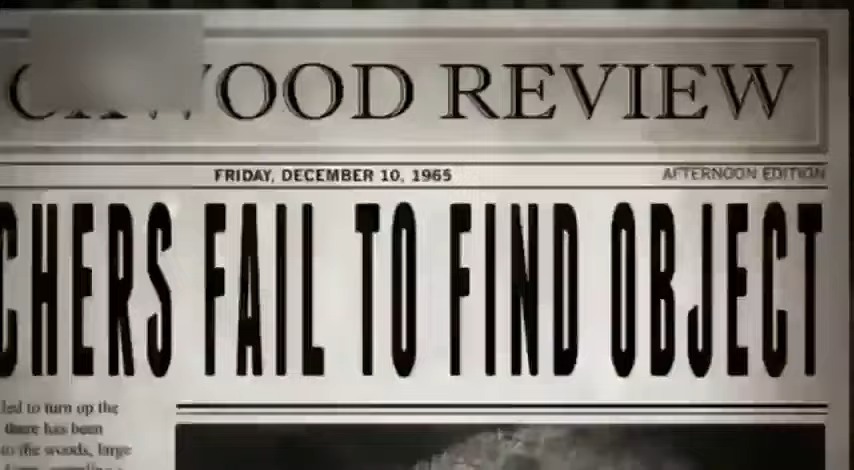 WOOD REVIEW
FRIDAY, DECEMBER 10, 1965
AFTERNOON EDITION
CHERS FAIL TO FIND OBJECT
led to turn up the
there has been
to the woods, large